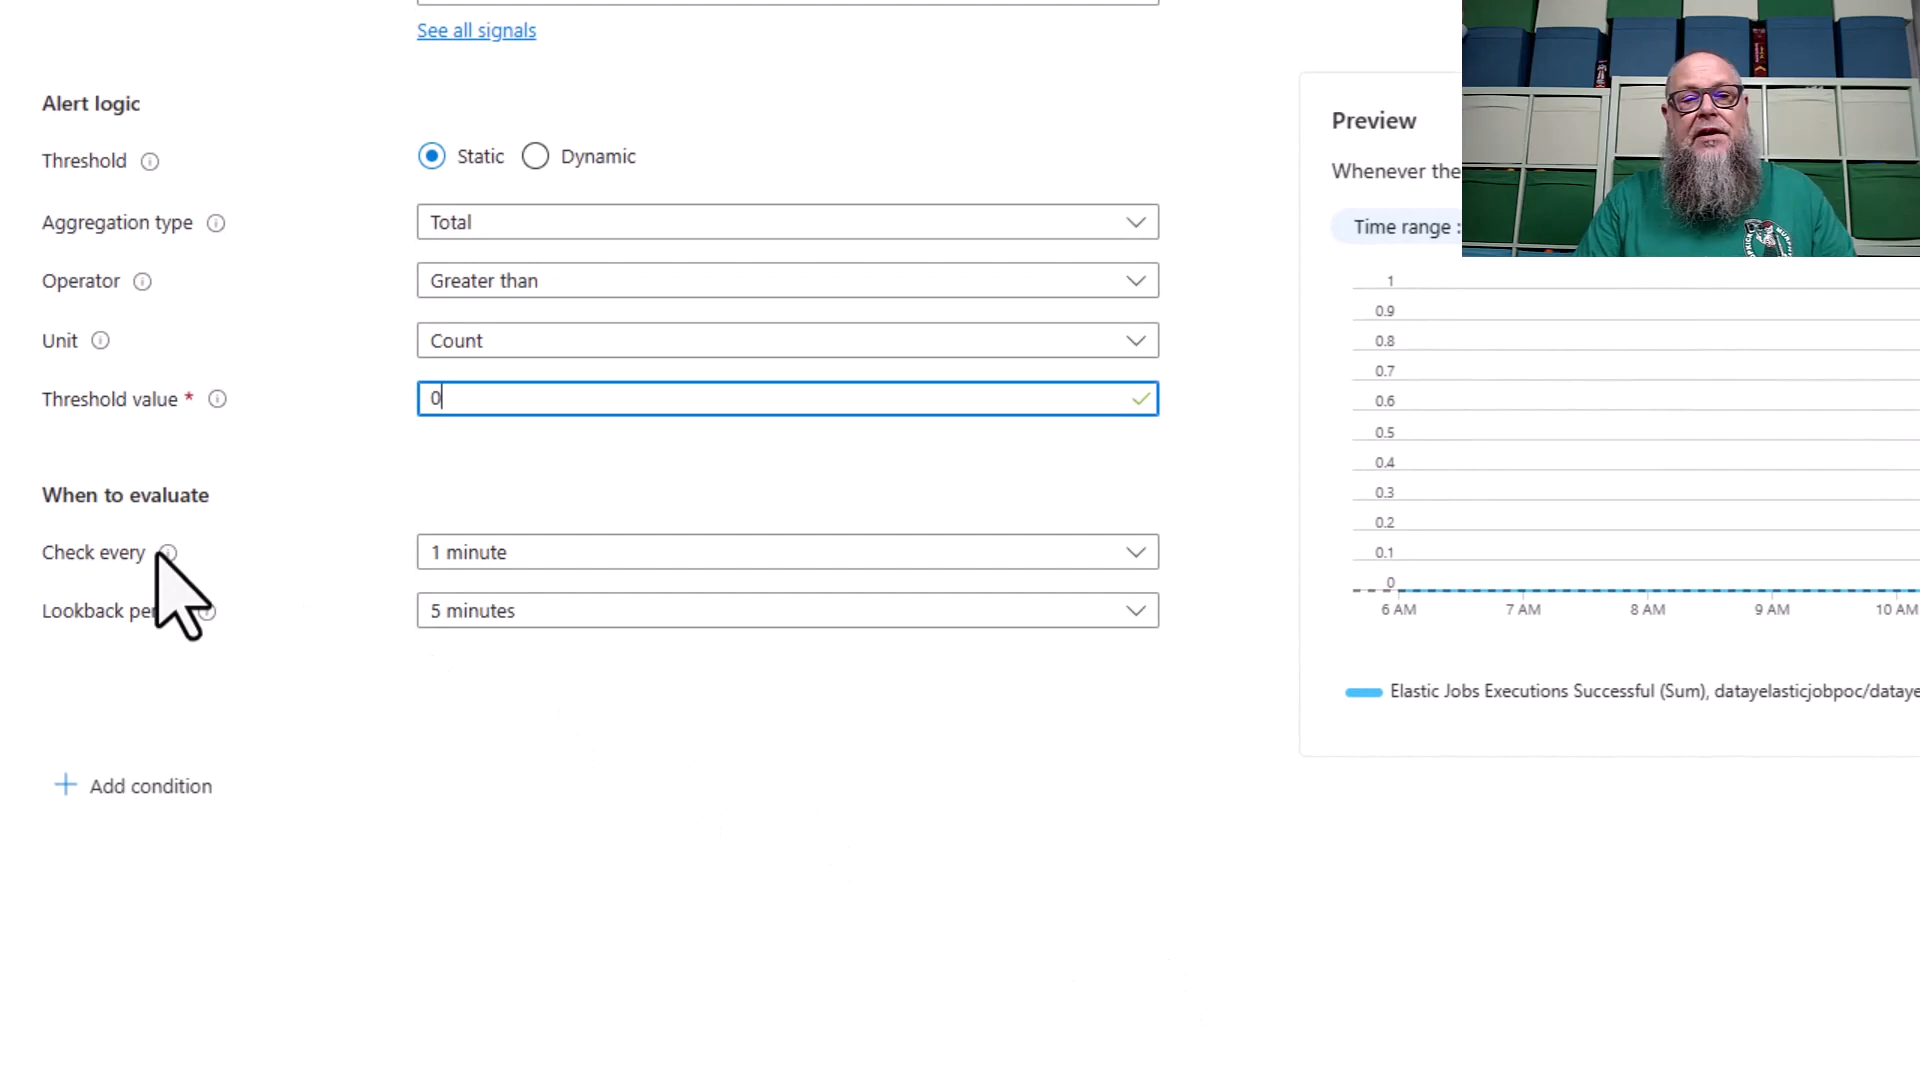 See all signals
Alert logic
Threshold
Static
Dynamic
Aggregation type
Total
Operator
Greater than
Unit
Count
Threshold value *
0
When to evaluate
Check every
1 minute
Lookback per
5 minutes
Add condition
Preview
Whenever the
Time range :
1
0.9
0.8
0.7
0.6
0.5
0.4
0.3
0.2
0.1
0
6 AM 7 AM 8 AM 9 AM 10 AM
Elastic Jobs Executions Successful (Sum), datayelasticjobpoc/dataye